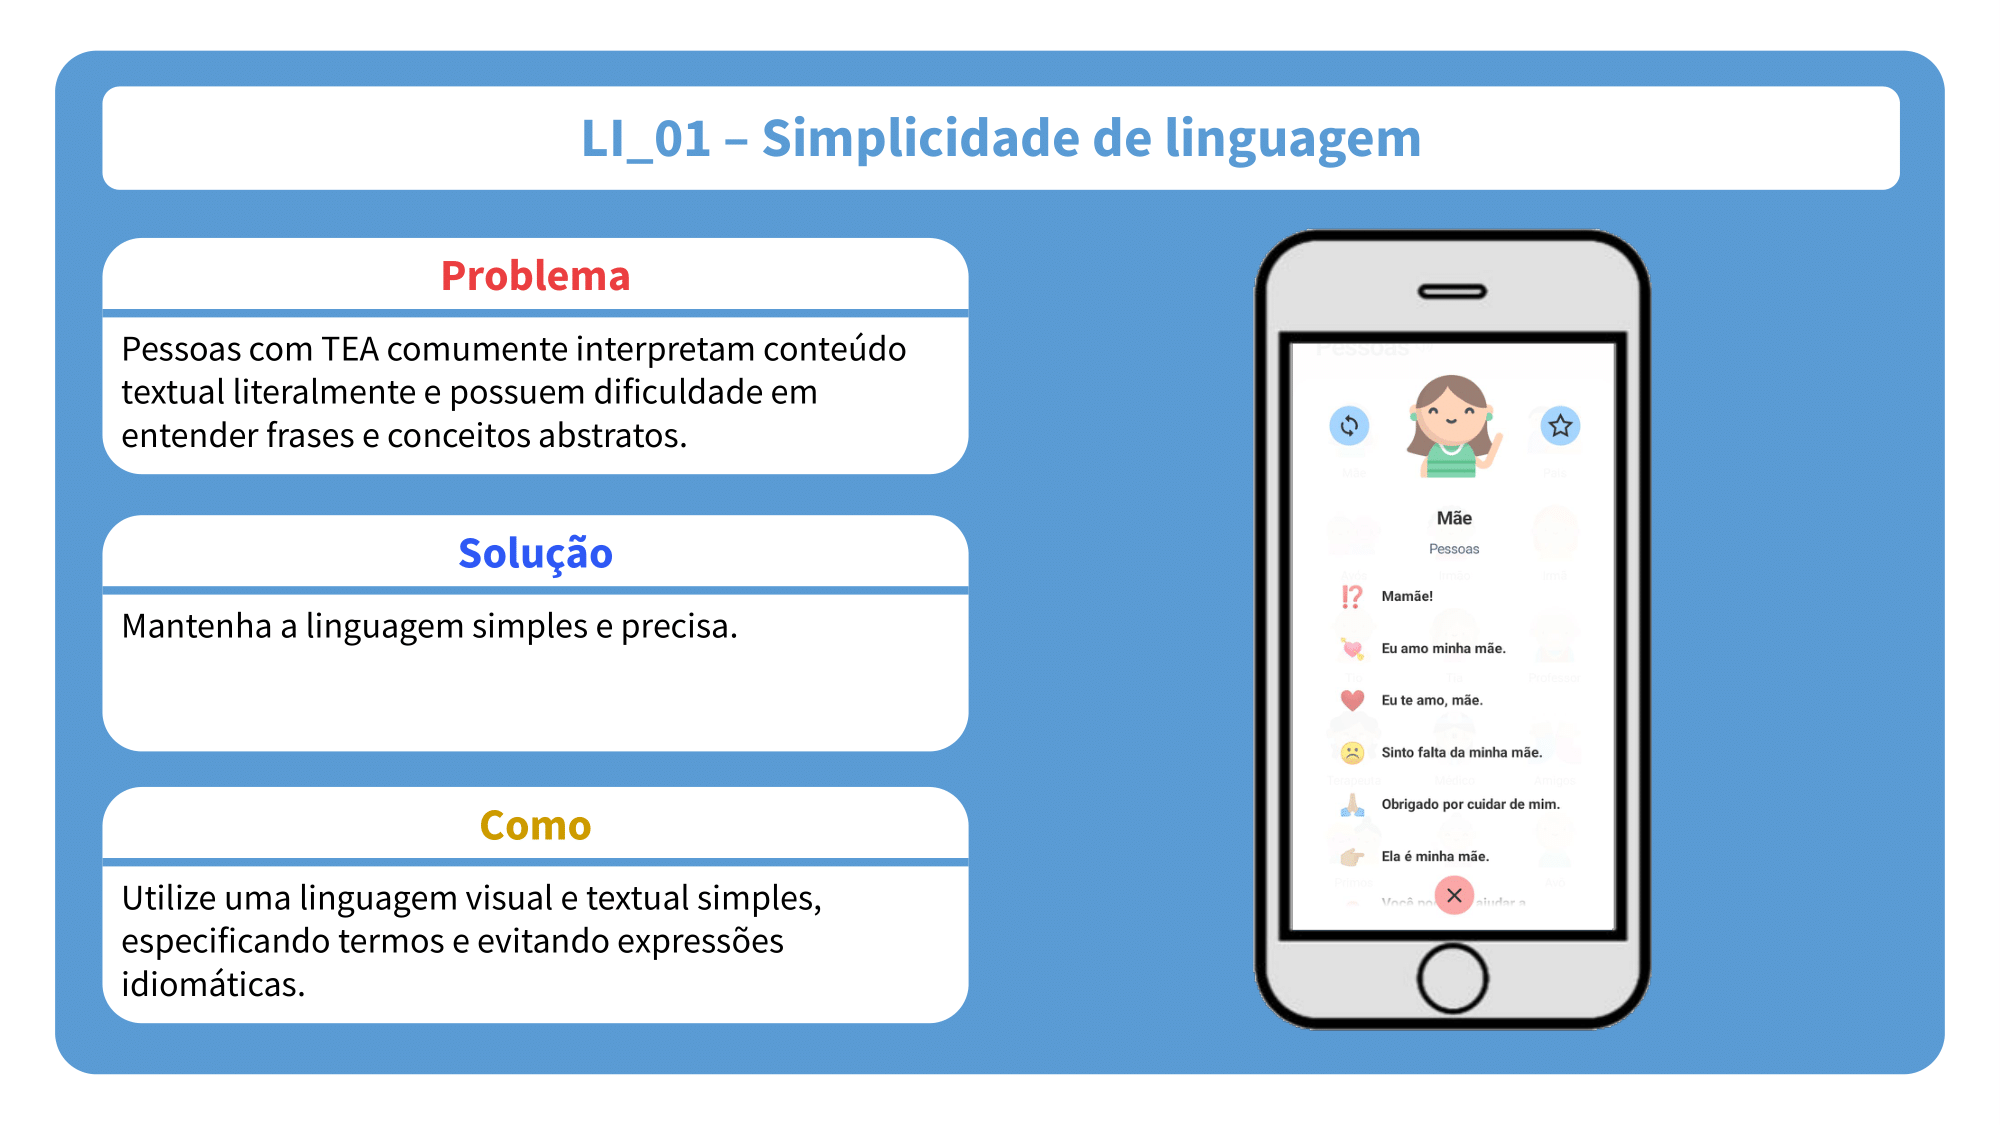 LI_01 – Simplicidade de linguagem
Problema
Pessoas com TEA comumente interpretam conteúdo
textual literalmente e possuem dificuldade em
entender frases e conceitos abstratos.
Solução
Mantenha a linguagem simples e precisa.
Como
Utilize uma linguagem visual e textual simples,
especificando termos e evitando expressões
idiomáticas.
Pessoas
Mãe
Pessoas
Mamãe!
Eu amo minha mãe.
Eu te amo, mãe.
Sinto falta da minha mãe.
Obrigado por cuidar de mim.
Ela é minha mãe.
Você ajudar a